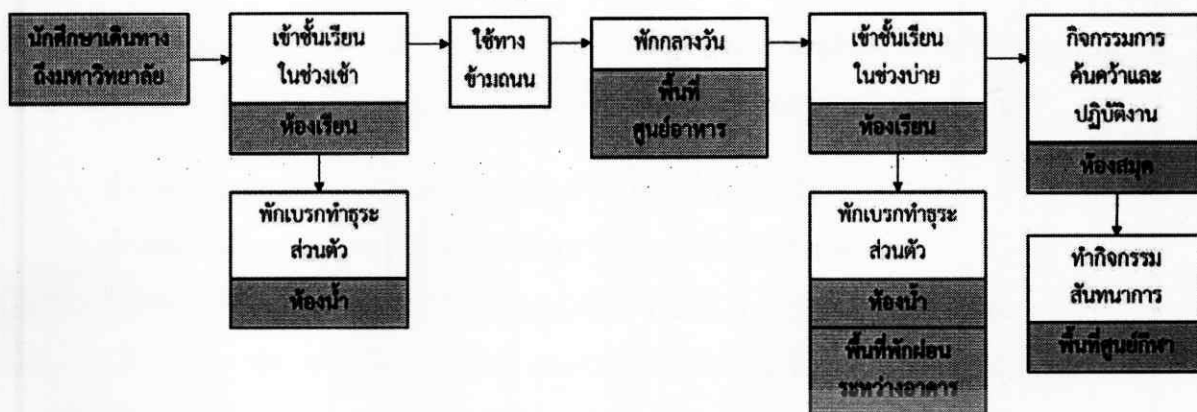 นักศึกษาเดินทาง
ถึงมหาวิทยาลัย
เข้าชั้นเรียน
ในช่วงเช้า
ห้องเรียน
พักเบรกทำธุระ
ส่วนตัว
ห้องน้ำ
ใช้ทาง
ข้ามถนน
พักกลางวัน
พื้นที่
ศูนย์อาหาร
เข้าชั้นเรียน
ในช่วงบ่าย
ห้องเรียน
พักเบรกทำธุระ
ส่วนตัว
ห้องน้ำ
พื้นที่พักผ่อน
ระหว่างอาคาร
กิจกรรมการ
ค้นคว้าและ
ปฏิบัติงาน
ห้องสมุด
ทำกิจกรรม
สันทนาการ
พื้นที่ศูนย์กีฬา